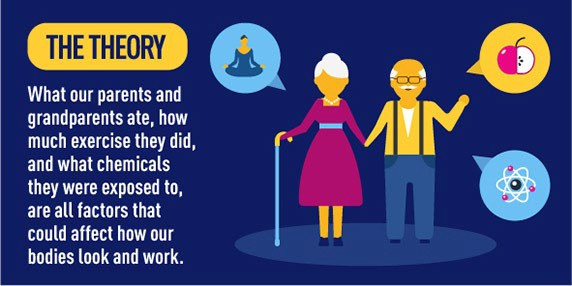 THE THEORY
What our parents and
grandparents ate, how
much exercise they did,
and what chemicals
they were exposed to,
are all factors that
could affect how our
bodies look and work.